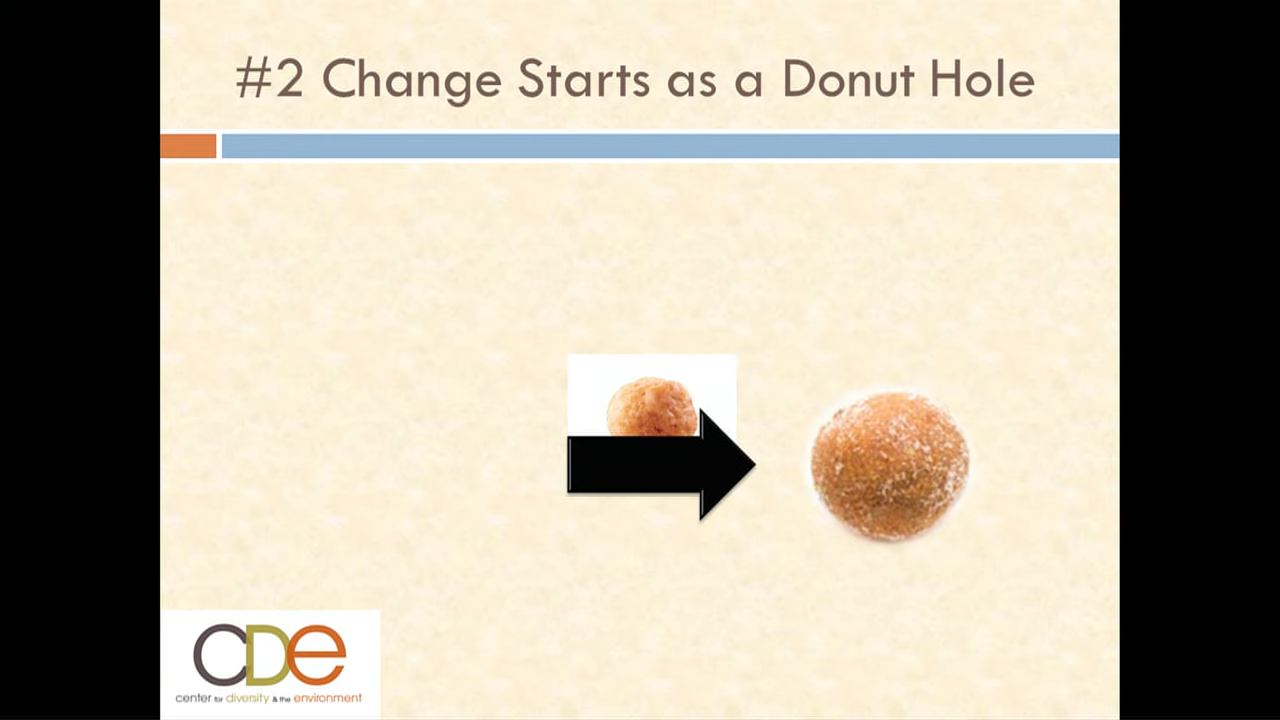 #2 Change Starts as a Donut Hole
CDe
center for diversity & the environment